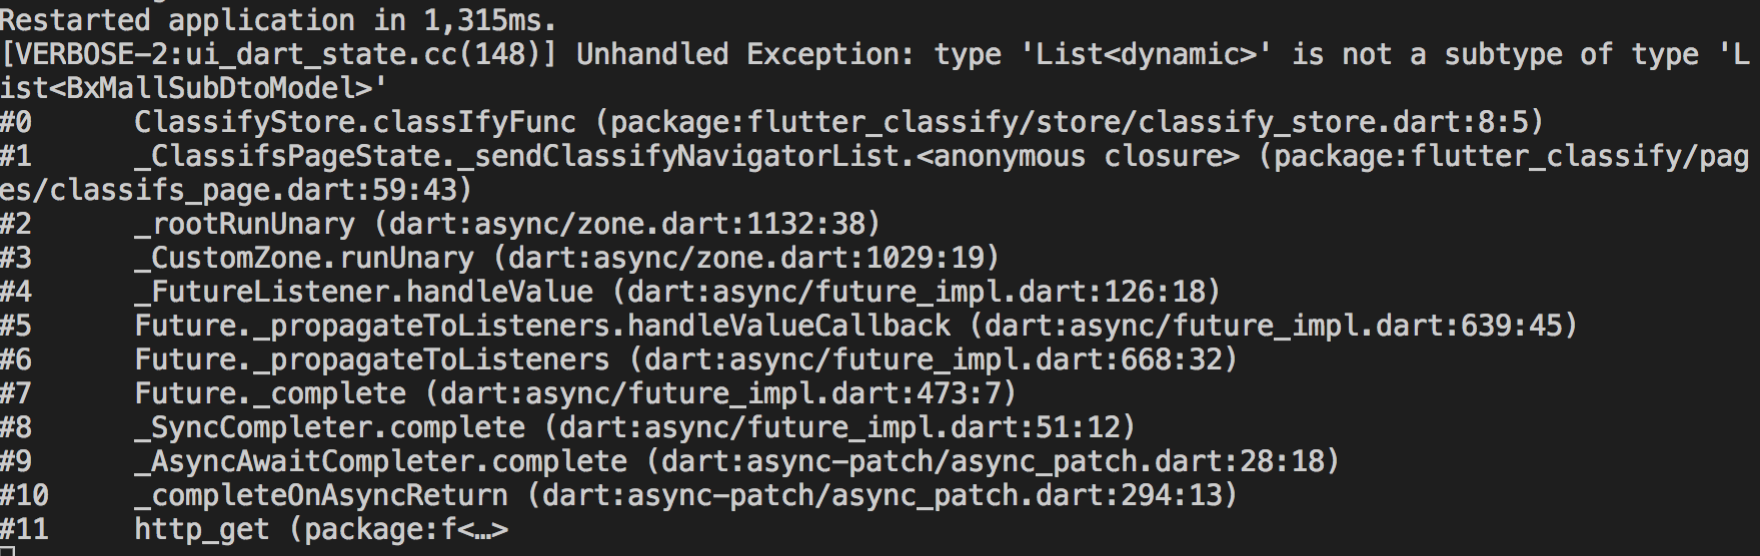 Restarted application in 1,315ms.
[VERBOSE-2:ui_dart_state.cc(148)] Unhandled Exception: type 'List<dynamic>' is not a subtype of type 'L
ist<BxMallSubDtoModel>'
#0      ClassifyStore.classIfyFunc (package:flutter_classify/store/classify_store.dart:8:5)
#1      _ClassifsPageState._sendClassifyNavigatorList.<anonymous closure> (package:flutter_classify/pag
es/classifs_page.dart:59:43)
#2      _rootRunUnary (dart:async/zone.dart:1132:38)
#3      _CustomZone.runUnary (dart:async/zone.dart:1029:19)
#4      _FutureListener.handleValue (dart:async/future_impl.dart:126:18)
#5      Future._propagateToListeners.handleValueCallback (dart:async/future_impl.dart:639:45)
#6      Future._propagateToListeners (dart:async/future_impl.dart:668:32)
#7      Future._complete (dart:async/future_impl.dart:473:7)
#8      _SyncCompleter.complete (dart:async/future_impl.dart:51:12)
#9      _AsyncAwaitCompleter.complete (dart:async-patch/async_patch.dart:28:18)
#10     _completeOnAsyncReturn (dart:async-patch/async_patch.dart:294:13)
#11     http_get (package:f<…>